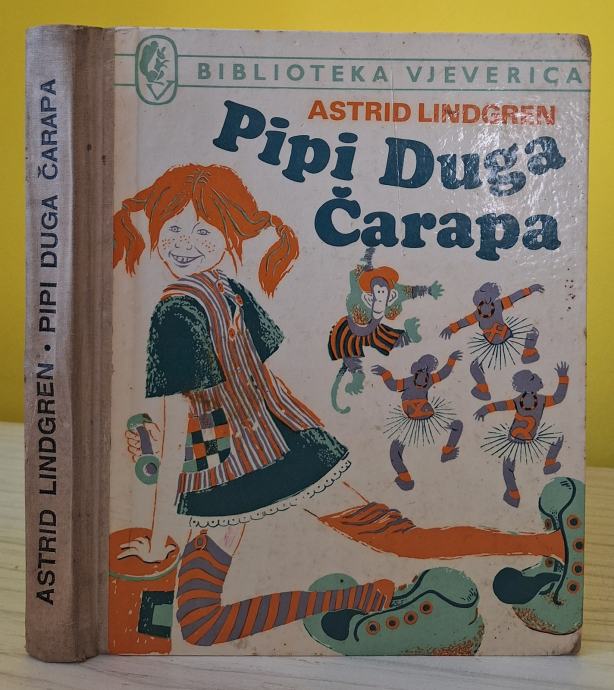 ASTRID LINDGREN • PIPI DUGA ČARAPA
BIBLIOTEKA VJEVERICA
ASTRID LINDGREN
Pipi Duga
Čarapa